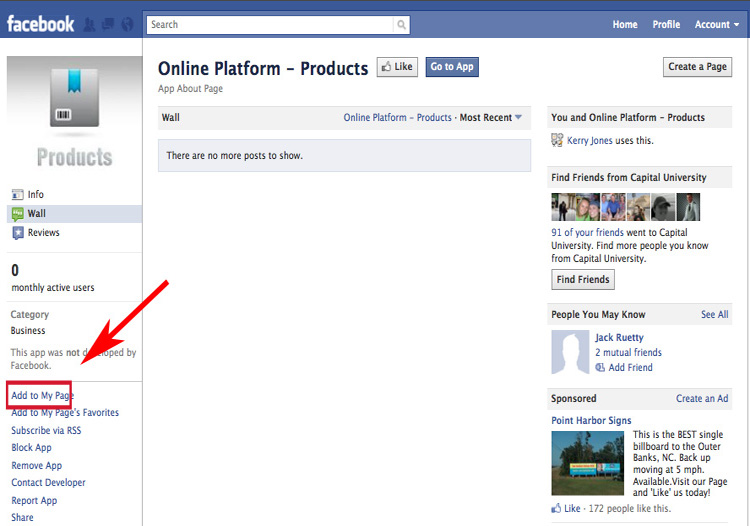 facebook
Search
Home Profile Account
Products
Info
Wall
Reviews
0
monthly active users
Category
Business
This app was not developed by
Facebook.
Add to My Page
Add to My Page's Favorites
Subscribe via RSS
Block App
Remove App
Contact Developer
Report App
Share
Online Platform – Products Like Go to App
App About Page
Wall Online Platform – Products · Most Recent
There are no more posts to show.
Create a Page
You and Online Platform – Products
Kerry Jones uses this.
Find Friends from Capital University
91 of your friends went to Capital
University. Find more people you know
from Capital University.
Find Friends
People You May Know See All
Jack Ruetty
2 mutual friends
Add Friend
Sponsored Create an Ad
Point Harbor Signs
This is the BEST single
billboard to the Outer
Banks, NC. Back up
moving at 5 mph.
Available.Visit our Page
and 'Like' us today!
Like · 172 people like this.